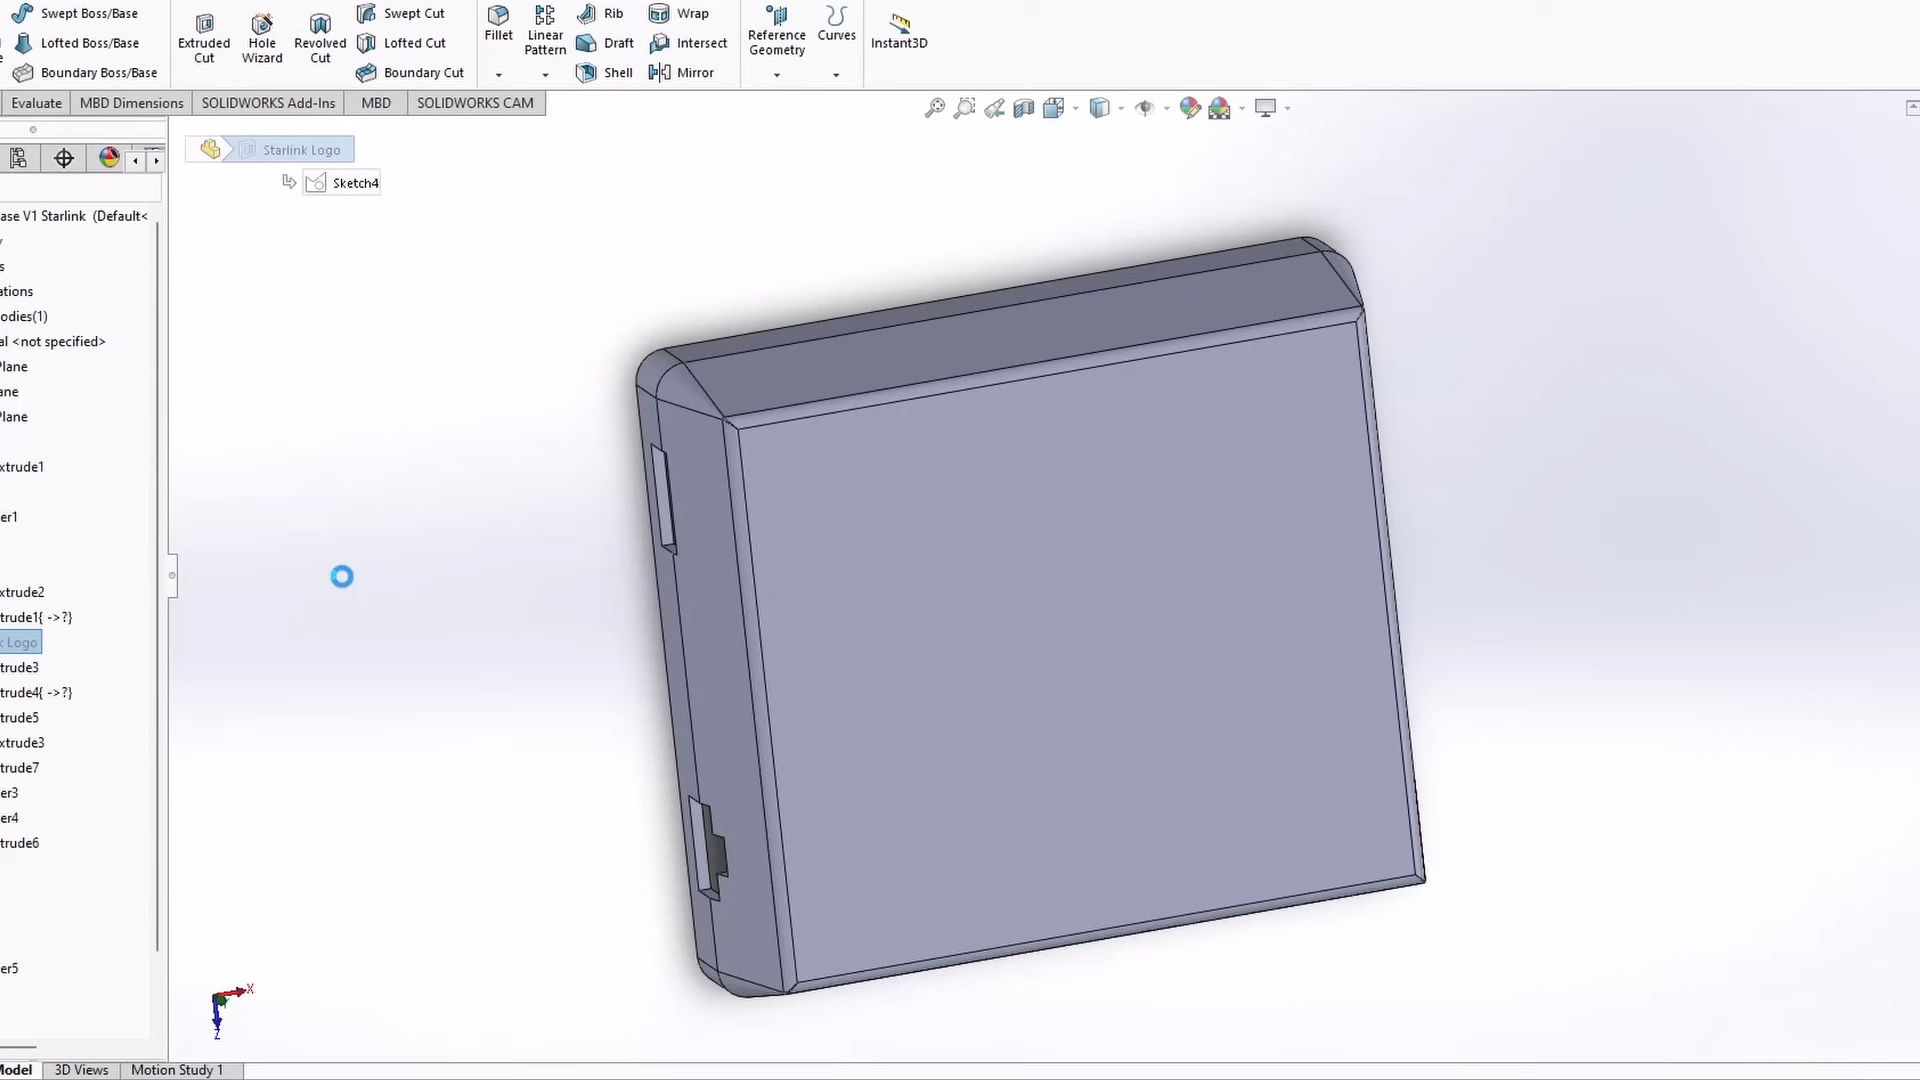 Swept Boss/Base
Lofted Boss/Base
Boundary Boss/Base
Extruded
Cut
Hole
Wizard
Revolved
Cut
Swept Cut
Lofted Cut
Boundary Cut
Fillet
Linear
Pattern
Rib
Draft
Shell
Wrap
Intersect
Mirror
Reference
Geometry
Curves
Instant3D
Evaluate
MBD Dimensions
SOLIDWORKS Add-Ins
MBD
SOLIDWORKS CAM
Starlink Logo
Sketch4
ase V1 Starlink (Default<
s
ations
odies(1)
al <not specified>
Plane
ane
Plane
xtrude1
er1
xtrude2
trude1{ ->?}
k Logo
trude3
trude4{ ->?}
trude5
xtrude3
trude7
er3
er4
trude6
er5
X
Z
Model
3D Views
Motion Study 1